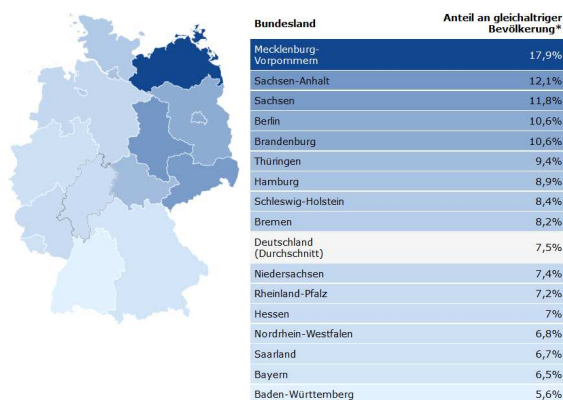 Bundesland Anteil an gleichaltriger
Bevölkerung*
Mecklenburg-
Vorpommern 17,9%
Sachsen-Anhalt 12,1%
Sachsen 11,8%
Berlin 10,6%
Brandenburg 10,6%
Thüringen 9,4%
Hamburg 8,9%
Schleswig-Holstein 8,4%
Bremen 8,2%
Deutschland
(Durchschnitt) 7,5%
Niedersachsen 7,4%
Rheinland-Pfalz 7,2%
Hessen 7%
Nordrhein-Westfalen 6,8%
Saarland 6,7%
Bayern 6,5%
Baden-Württemberg 5,6%